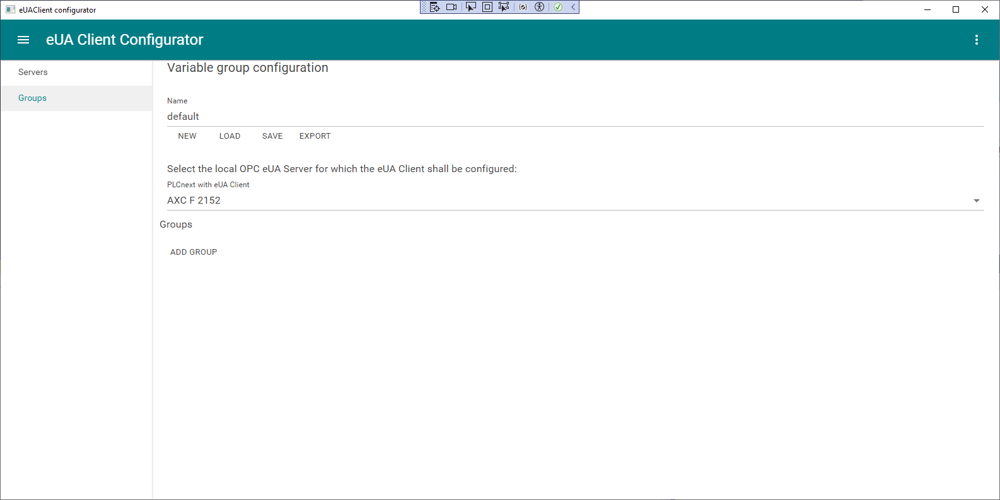 eUAClient configurator
eUA Client Configurator
Servers
Groups
Variable group configuration
Name
default
NEW LOAD SAVE EXPORT
Select the local OPC eUA Server for which the eUA Client shall be configured:
PLCnext with eUA Client
AXC F 2152
Groups
ADD GROUP